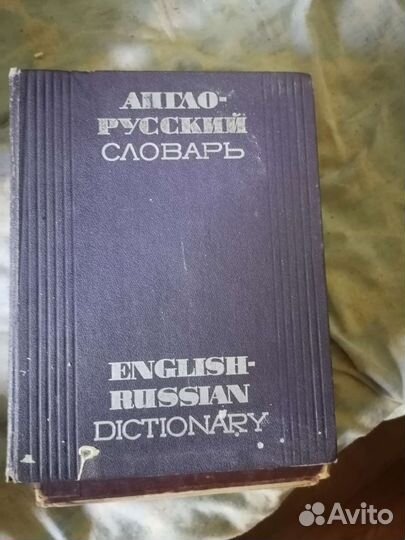 АНГЛО-
РУССКИЙ
СЛОВАРЬ
ENGLISH-
RUSSIAN
DICTIONARY
Avito